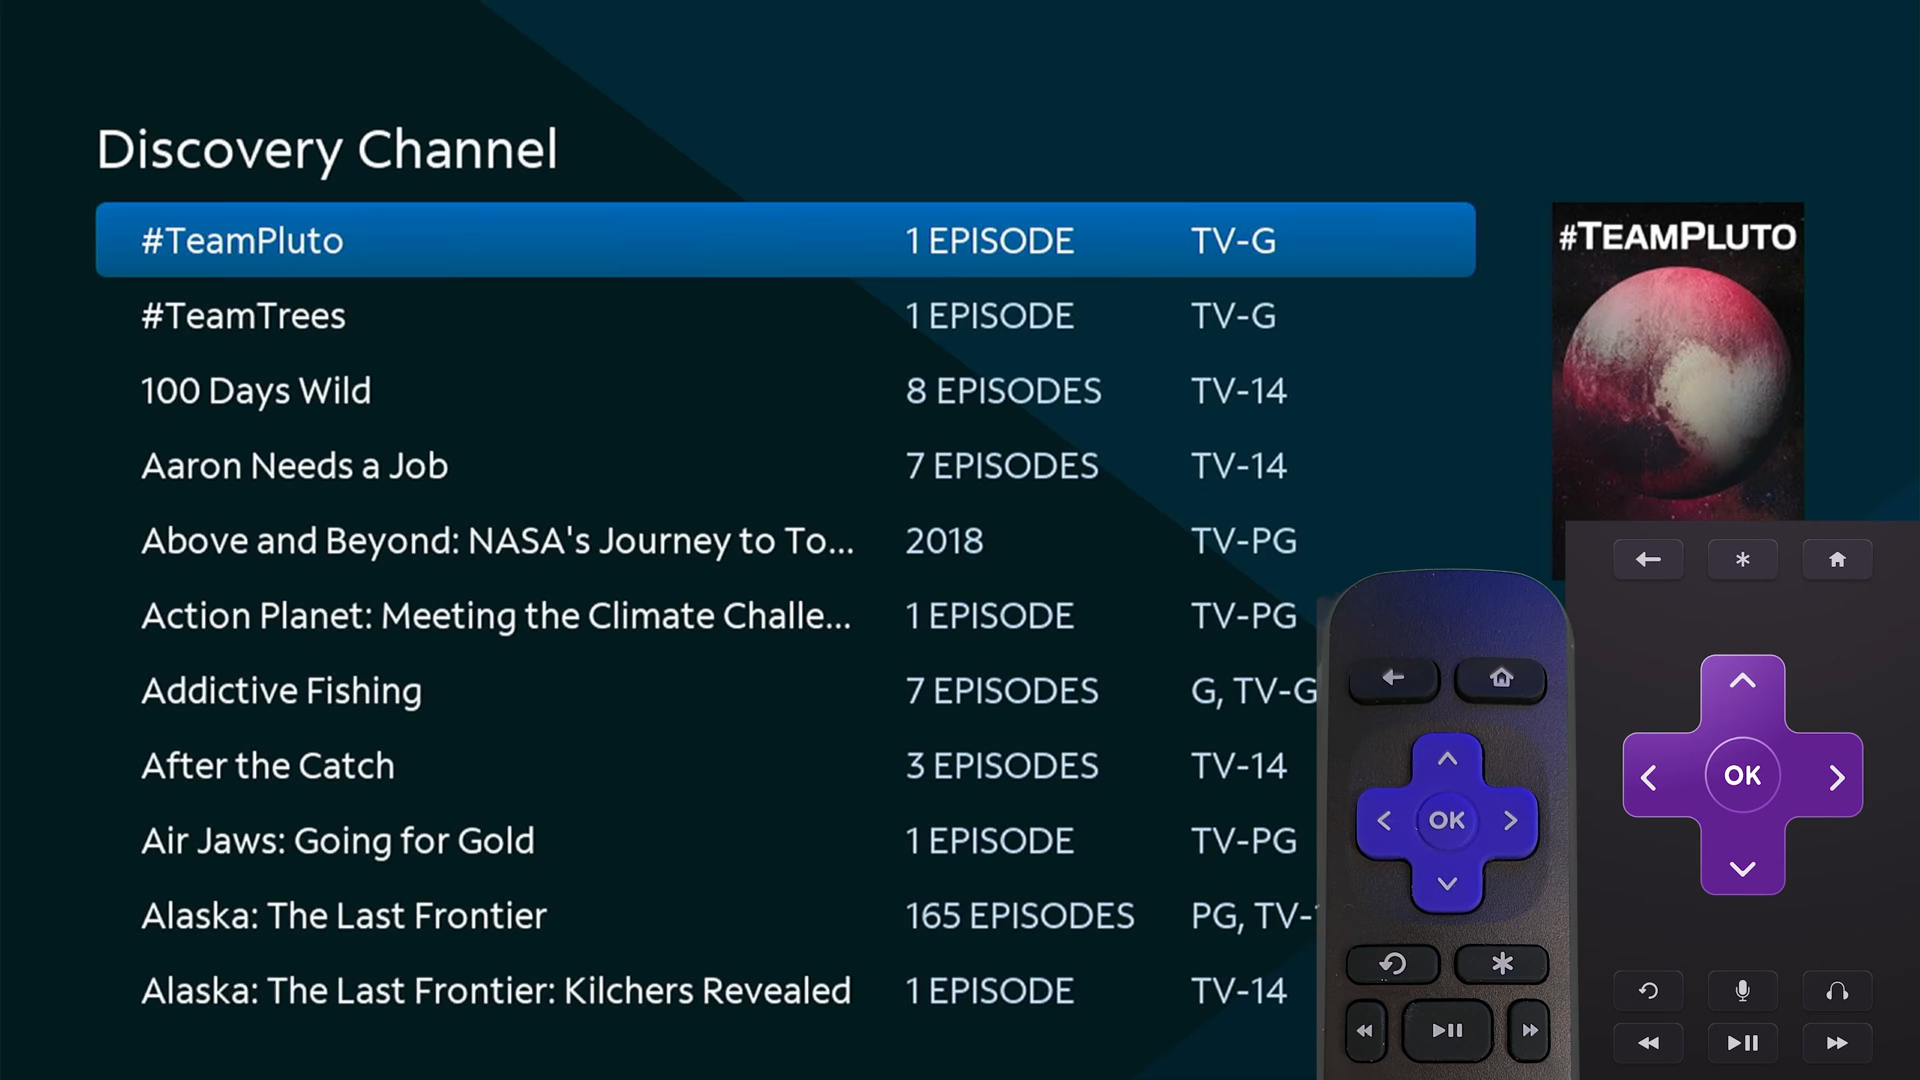 Discovery Channel
#TeamPluto 1 EPISODE TV-G
#TEAMPLUTO
#TeamTrees 1 EPISODE TV-G
100 Days Wild 8 EPISODES TV-14
Aaron Needs a Job 7 EPISODES TV-14
Above and Beyond: NASA's Journey to To... 2018 TV-PG
Action Planet: Meeting the Climate Challe... 1 EPISODE TV-PG
Addictive Fishing 7 EPISODES G, TV-G
After the Catch 3 EPISODES TV-14
Air Jaws: Going for Gold 1 EPISODE TV-PG
Alaska: The Last Frontier 165 EPISODES PG, TV-
Alaska: The Last Frontier: Kilchers Revealed 1 EPISODE TV-14
OK
OK